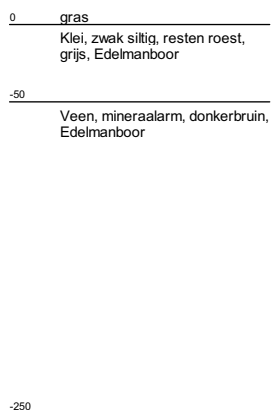 0 gras
Klei, zwak siltig, resten roest,
grijs, Edelmanboor
-50
Veen, mineraalarm, donkerbruin,
Edelmanboor
-250